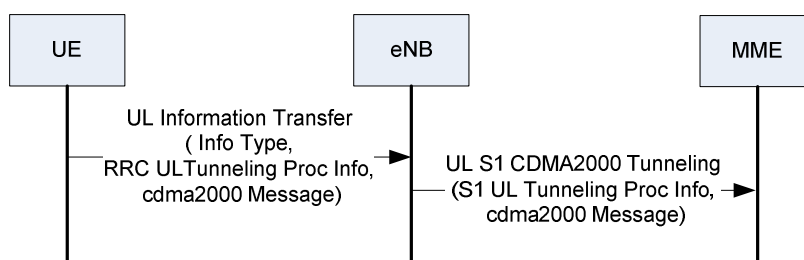 UE
eNB
MME
UL Information Transfer
( Info Type,
RRC ULTunneling Proc Info,
cdma2000 Message)
UL S1 CDMA2000 Tunneling
(S1 UL Tunneling Proc Info,
cdma2000 Message)